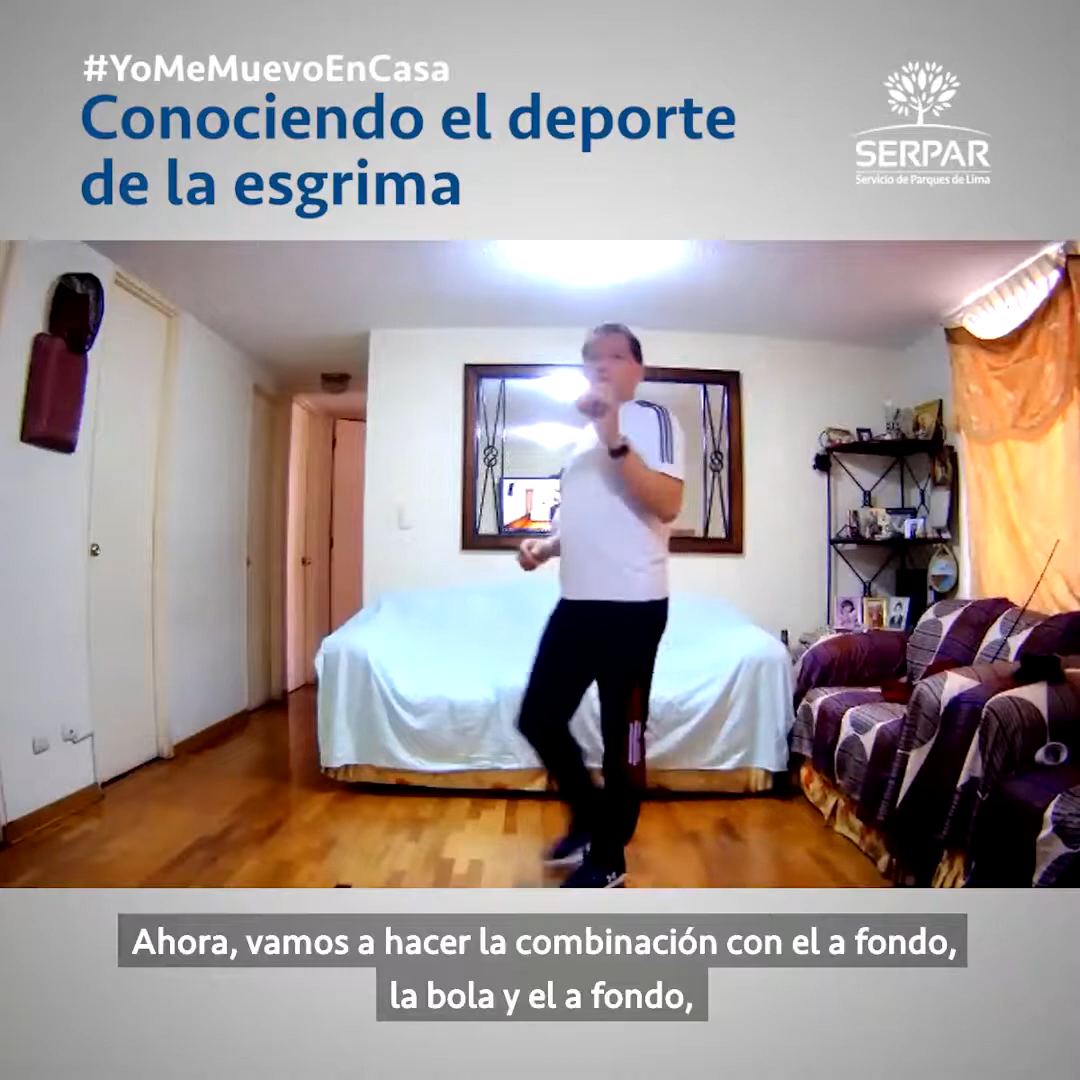 #YoMeMuevoEnCasa
Conociendo el deporte
de la esgrima
SERPAR
Servicio de Parques de Lima
Ahora, vamos a hacer la combinación con el a fondo,
la bola y el a fondo,